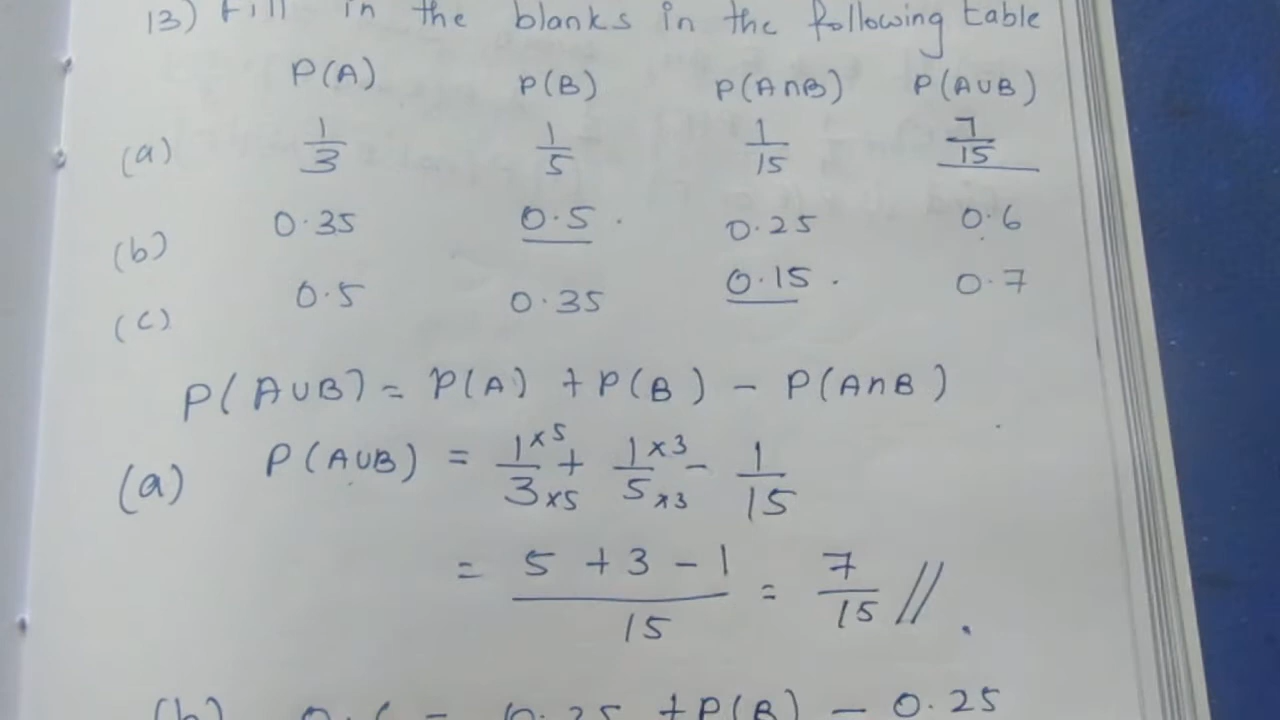 13) Fill in the blanks in the following table
P(A) P(B) P(A∩B) P(A∪B)
(a) 1/3 1/5 1/15 7/15
(b) 0.35 0.5 . 0.25 0.6
(c) 0.5 0.35 0.15 . 0.7
P(A∪B) = P(A) + P(B) - P(A∩B)
(a) P(A∪B) = 1×5/3×5 + 1×3/5×3 - 1/15
= 5+3-1/15 = 7/15 //.
(b) = +P(B) - 0.25